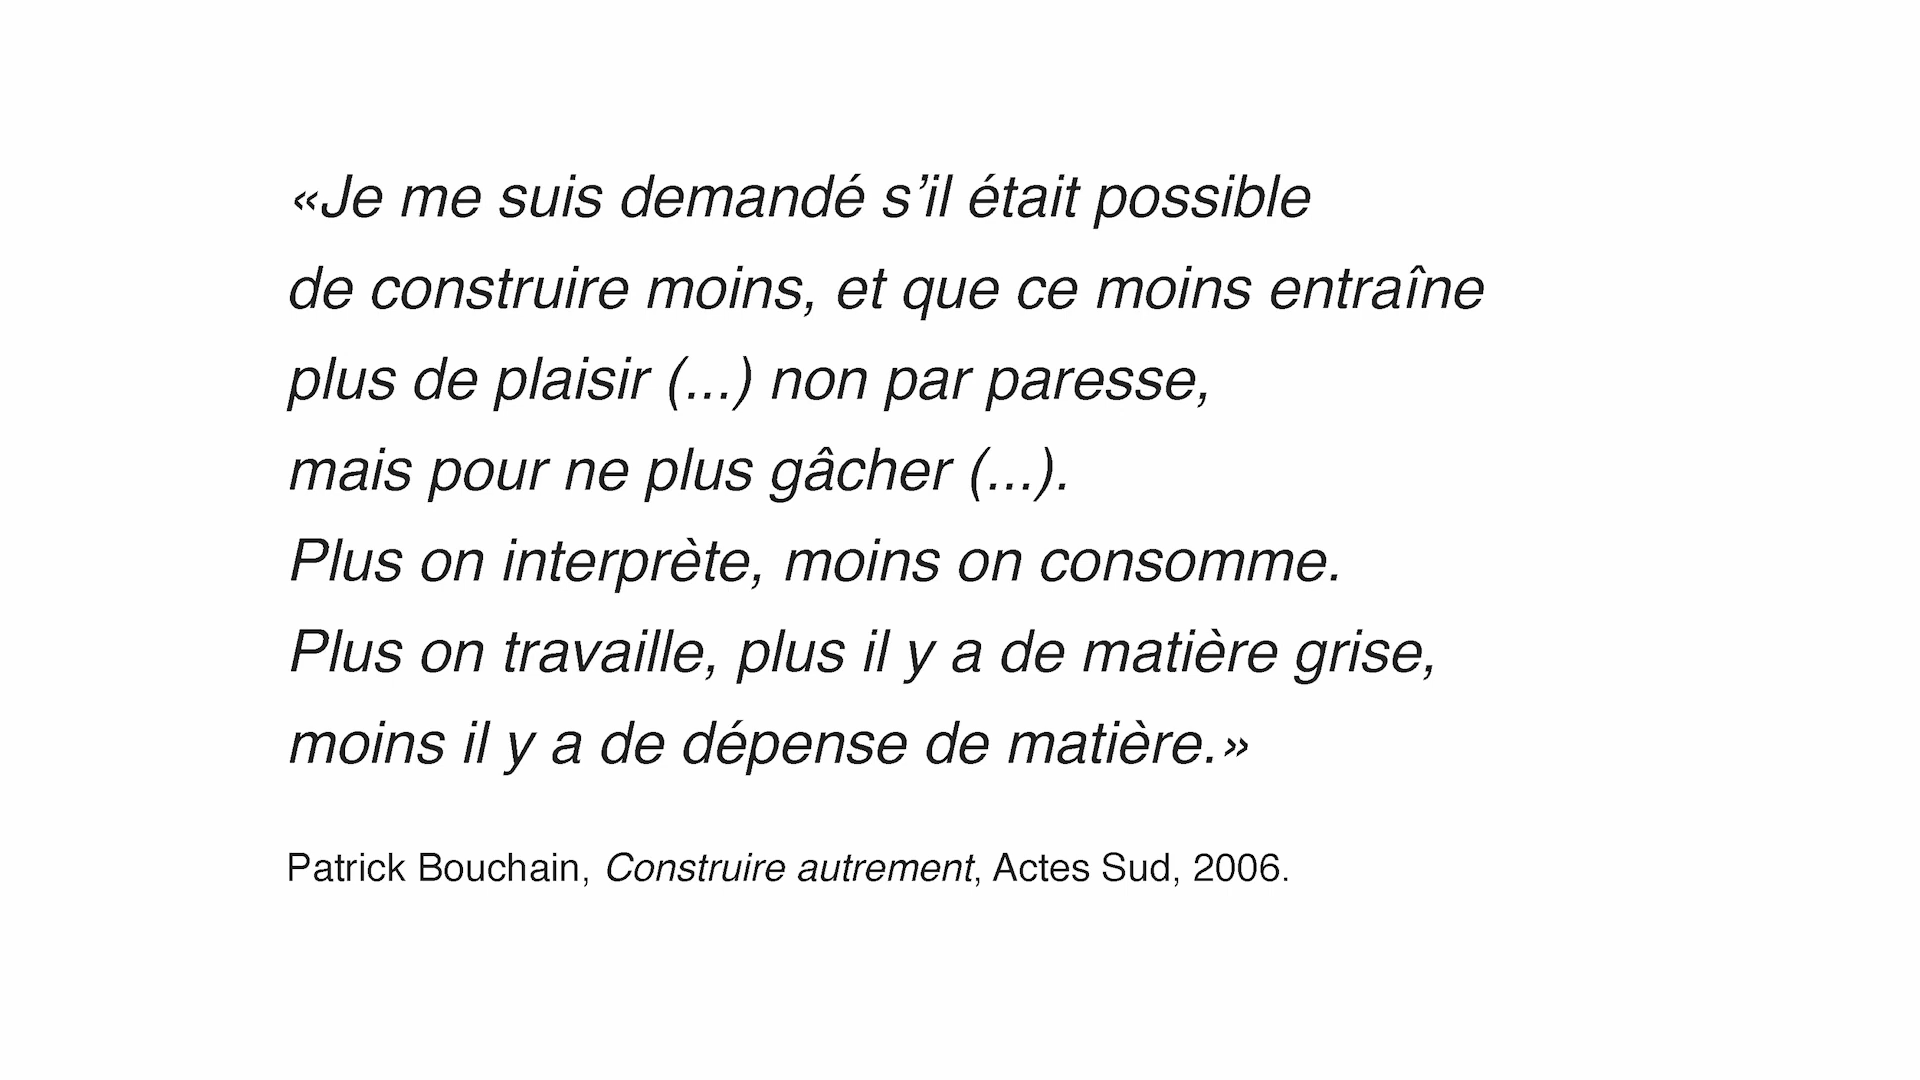 «Je me suis demandé s’il était possible
de construire moins, et que ce moins entraîne
plus de plaisir (...) non par paresse,
mais pour ne plus gâcher (...).
Plus on interprète, moins on consomme.
Plus on travaille, plus il y a de matière grise,
moins il y a de dépense de matière.»
Patrick Bouchain, Construire autrement, Actes Sud, 2006.